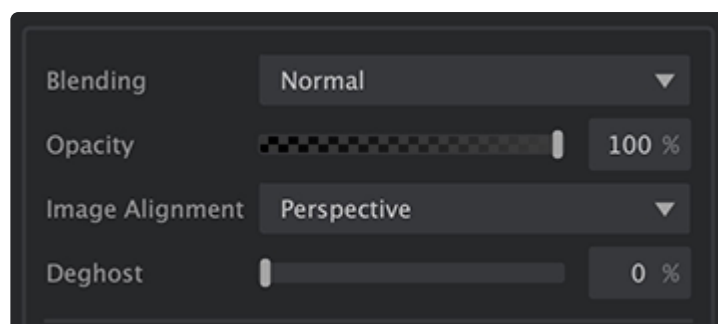 Blending Normal
Opacity 100 %
Image Alignment Perspective
Deghost 0 %